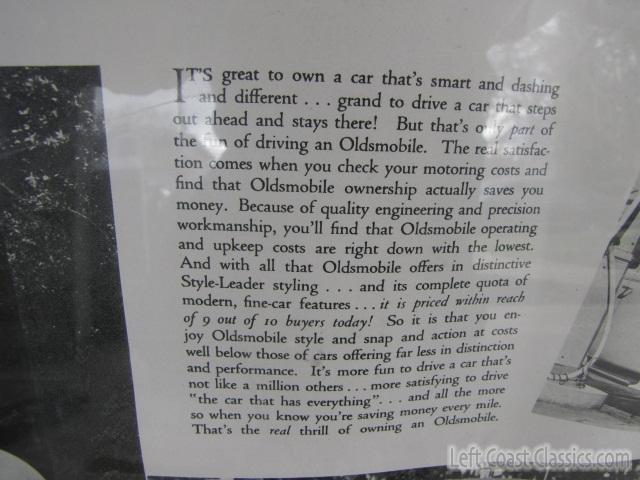 IT'S great to own a car that's smart and dashing
and different . . . grand to drive a car that steps
out ahead and stays there! But that's only part of
the fun of driving an Oldsmobile. The real satisfac-
tion comes when you check your motoring costs and
find that Oldsmobile ownership actually saves you
money. Because of quality engineering and precision
workmanship, you'll find that Oldsmobile operating
and upkeep costs are right down with the lowest.
And with all that Oldsmobile offers in distinctive
Style-Leader styling . . . and its complete quota of
modern, fine-car features . . . it is priced within reach
of 9 out of 10 buyers today! So it is that you en-
joy Oldsmobile style and snap and action at costs
well below those of cars offering far less in distinction
and performance. It's more fun to drive a car that's
not like a million others . . . more satisfying to drive
"the car that has everything" . . . and all the more
so when you know you're saving money every mile.
That's the real thrill of owning an Oldsmobile.
Left Coast Classics.com